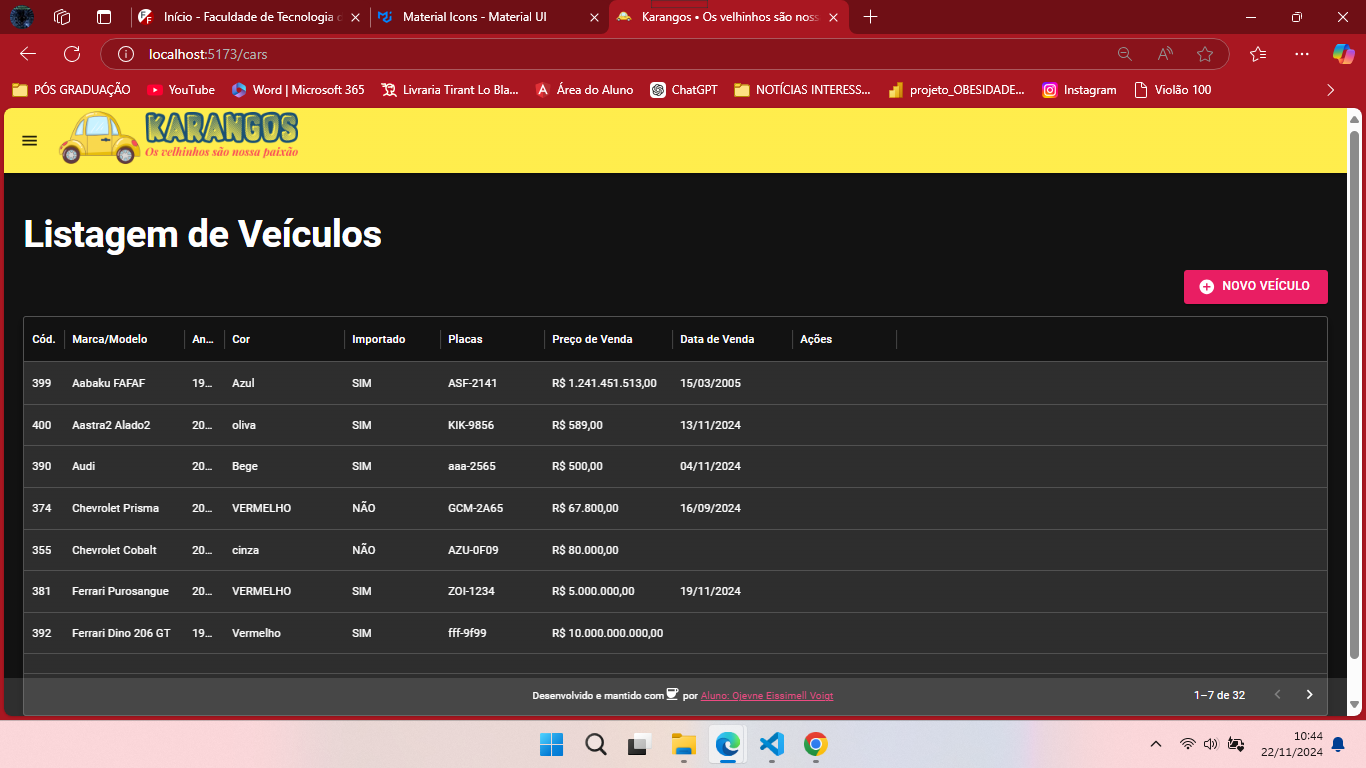 Início - Faculdade de Tecnologia
Material Icons - Material UI
Karangos • Os velhinhos são noss
localhost:5173/cars
PÓS GRADUAÇÃO
YouTube
Word | Microsoft 365
Livraria Tirant Lo Bla...
Área do Aluno
ChatGPT
NOTÍCIAS INTERESS...
projeto_OBESIDADE...
Instagram
Violão 100
KARANGOS
Os velhinhos são nossa paixão
Listagem de Veículos
NOVO VEÍCULO
Cód. Marca/Modelo An... Cor Importado Placas Preço de Venda Data de Venda Ações
399 Aabaku FAFAF 19... Azul SIM ASF-2141 R$ 1.241.451.513,00 15/03/2005
400 Aastra2 Alado2 20... oliva SIM KIK-9856 R$ 589,00 13/11/2024
390 Audi 20... Bege SIM aaa-2565 R$ 500,00 04/11/2024
374 Chevrolet Prisma 20... VERMELHO NÃO GCM-2A65 R$ 67.800,00 16/09/2024
355 Chevrolet Cobalt 20... cinza NÃO AZU-0F09 R$ 80.000,00
381 Ferrari Purosangue 20... VERMELHO SIM ZOI-1234 R$ 5.000.000,00 19/11/2024
392 Ferrari Dino 206 GT 19... Vermelho SIM fff-9f99 R$ 10.000.000.000,00
Desenvolvido e mantido com por Aluno: Ojevne Eissimell Voigt
1–7 de 32
10:44
22/11/2024